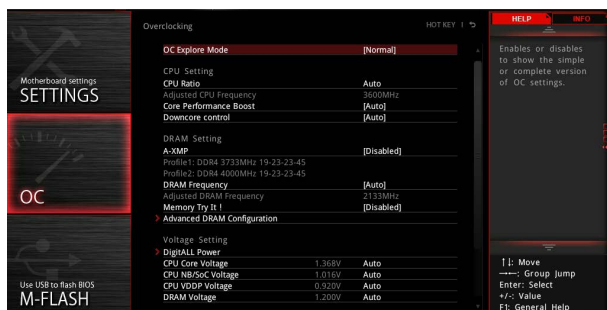 Overclocking
HOT KEY |
HELP
INFO
OC Explore Mode [Normal]
CPU Setting
CPU Ratio Auto
Adjusted CPU Frequency 3600MHz
Core Performance Boost [Auto]
Downcore control [Auto]
DRAM Setting
A-XMP [Disabled]
Profile1: DDR4 3733MHz 19-23-23-45
Profile2: DDR4 4000MHz 19-23-23-45
DRAM Frequency [Auto]
Adjusted DRAM Frequency 2133MHz
Memory Try It ! [Disabled]
Advanced DRAM Configuration
Voltage Setting
DigitALL Power
CPU Core Voltage 1.368V Auto
CPU NB/SoC Voltage 1.016V Auto
CPU VDDP Voltage 0.920V Auto
DRAM Voltage 1.200V Auto
Motherboard settings
SETTINGS
OC
Use USB to flash BIOS
M-FLASH
Enables or disables
to show the simple
or complete version
of OC settings.
↑↓: Move
→←: Group Jump
Enter: Select
+/-: Value
F1: General Help